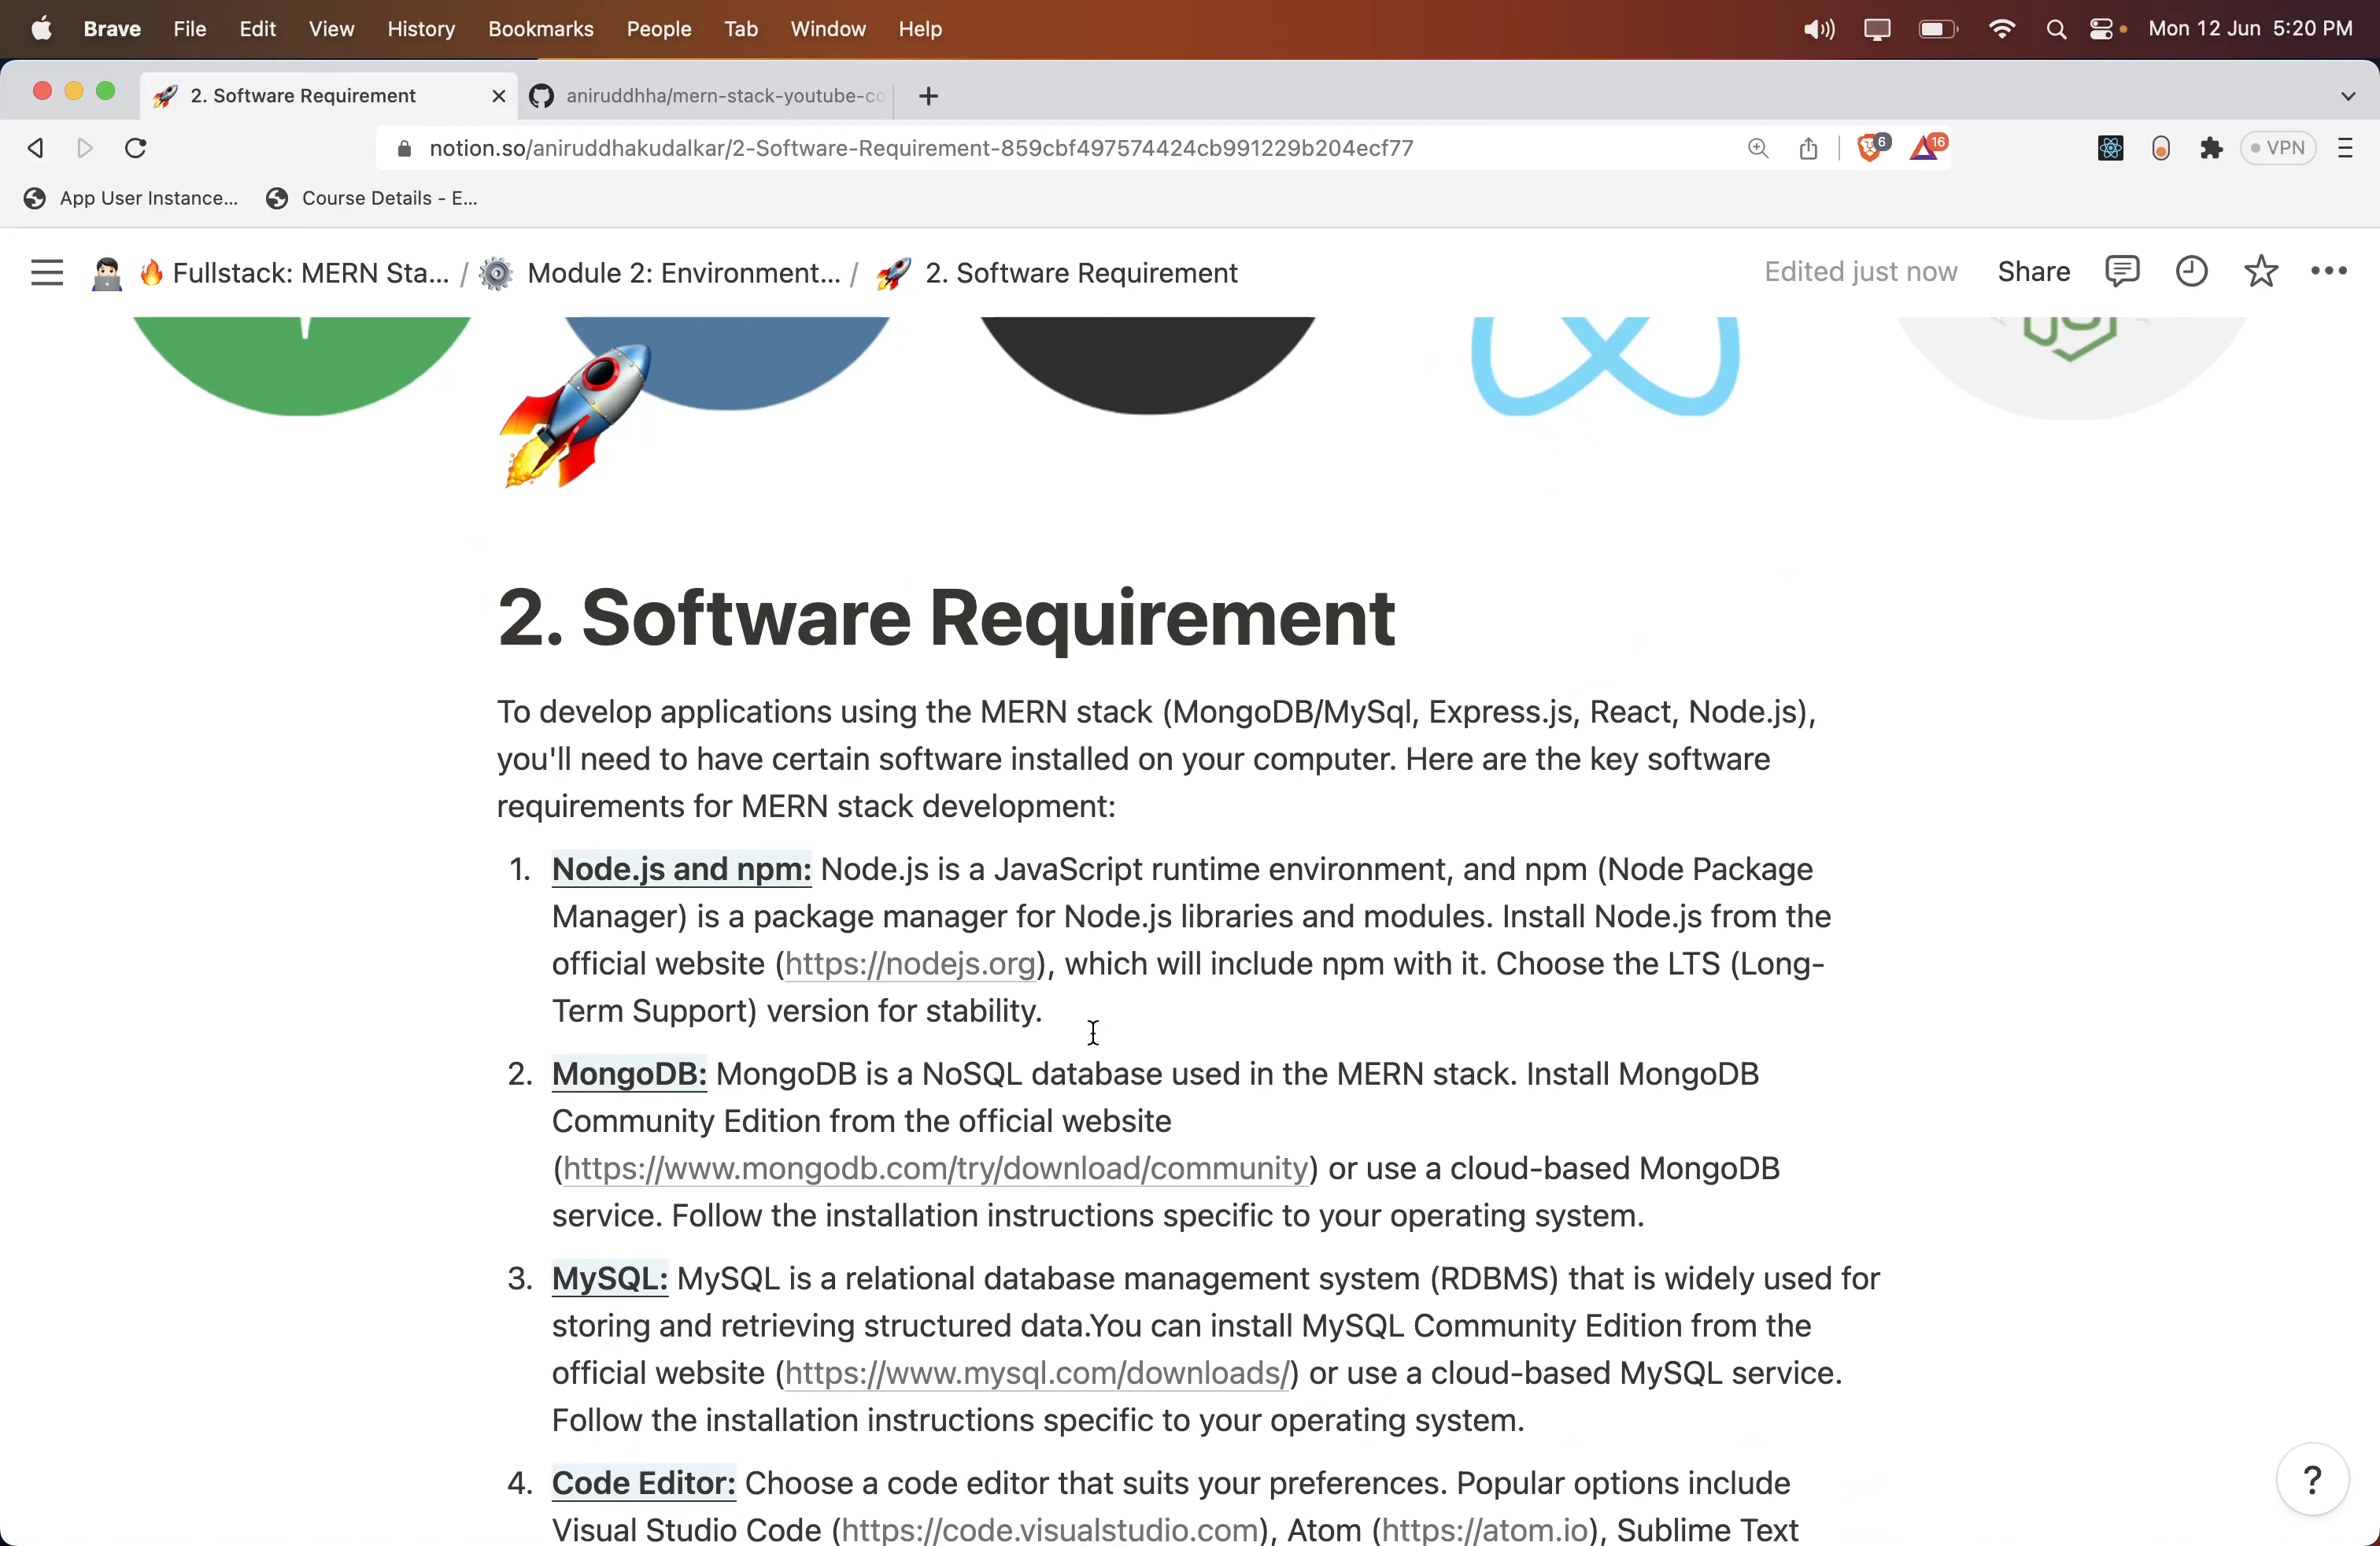 Brave File Edit View History Bookmarks People Tab Window Help Mon 12 Jun 5:20 PM
2. Software Requirement aniruddhha/mern-stack-youtube-co
notion.so/aniruddhakudalkar/2-Software-Requirement-859cbf497574424cb991229b204ecf77 6 16 VPN
App User Instance... Course Details - E...
Fullstack: MERN Sta... / Module 2: Environment... / 2. Software Requirement Edited just now Share
2. Software Requirement
To develop applications using the MERN stack (MongoDB/MySql, Express.js, React, Node.js),
you'll need to have certain software installed on your computer. Here are the key software
requirements for MERN stack development:
1. Node.js and npm: Node.js is a JavaScript runtime environment, and npm (Node Package
Manager) is a package manager for Node.js libraries and modules. Install Node.js from the
official website (https://nodejs.org), which will include npm with it. Choose the LTS (Long-
Term Support) version for stability.
2. MongoDB: MongoDB is a NoSQL database used in the MERN stack. Install MongoDB
Community Edition from the official website
(https://www.mongodb.com/try/download/community) or use a cloud-based MongoDB
service. Follow the installation instructions specific to your operating system.
3. MySQL: MySQL is a relational database management system (RDBMS) that is widely used for
storing and retrieving structured data.You can install MySQL Community Edition from the
official website (https://www.mysql.com/downloads/) or use a cloud-based MySQL service.
Follow the installation instructions specific to your operating system.
4. Code Editor: Choose a code editor that suits your preferences. Popular options include
Visual Studio Code (https://code.visualstudio.com), Atom (https://atom.io), Sublime Text
?